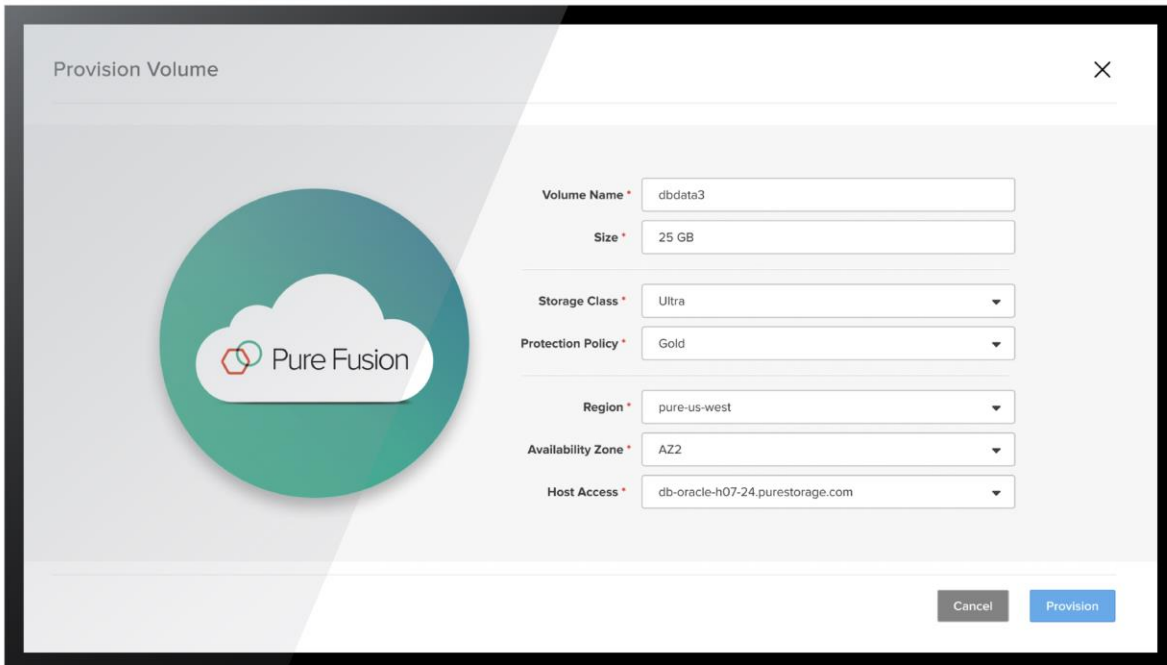 Provision Volume
Volume Name * dbdata3
Size * 25 GB
Pure Fusion
Storage Class * Ultra
Protection Policy * Gold
Region * pure-us-west
Availability Zone * AZ2
Host Access * db-oracle-h07-24.purestorage.com
Cancel Provision